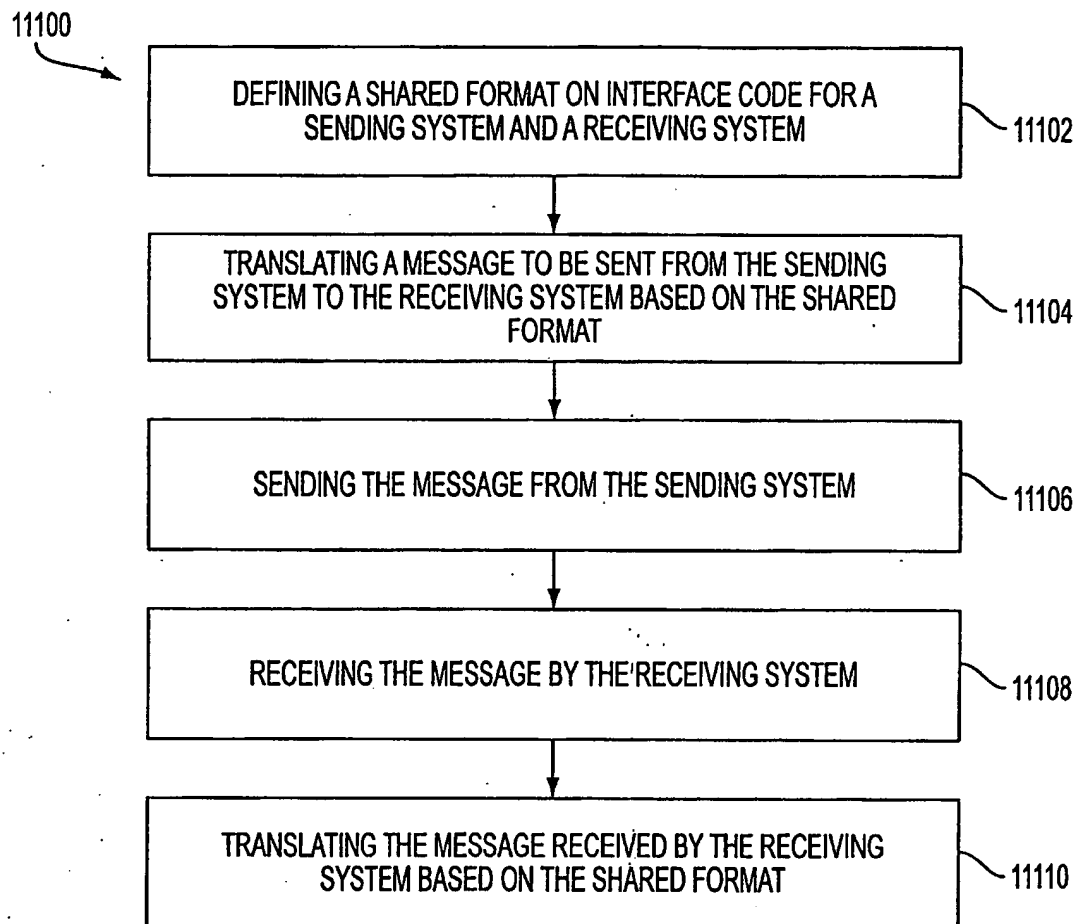 11100
DEFINING A SHARED FORMAT ON INTERFACE CODE FOR A
SENDING SYSTEM AND A RECEIVING SYSTEM
11102
TRANSLATING A MESSAGE TO BE SENT FROM THE SENDING
SYSTEM TO THE RECEIVING SYSTEM BASED ON THE SHARED
FORMAT
11104
SENDING THE MESSAGE FROM THE SENDING SYSTEM
11106
RECEIVING THE MESSAGE BY THE RECEIVING SYSTEM
11108
TRANSLATING THE MESSAGE RECEIVED BY THE RECEIVING
SYSTEM BASED ON THE SHARED FORMAT
11110